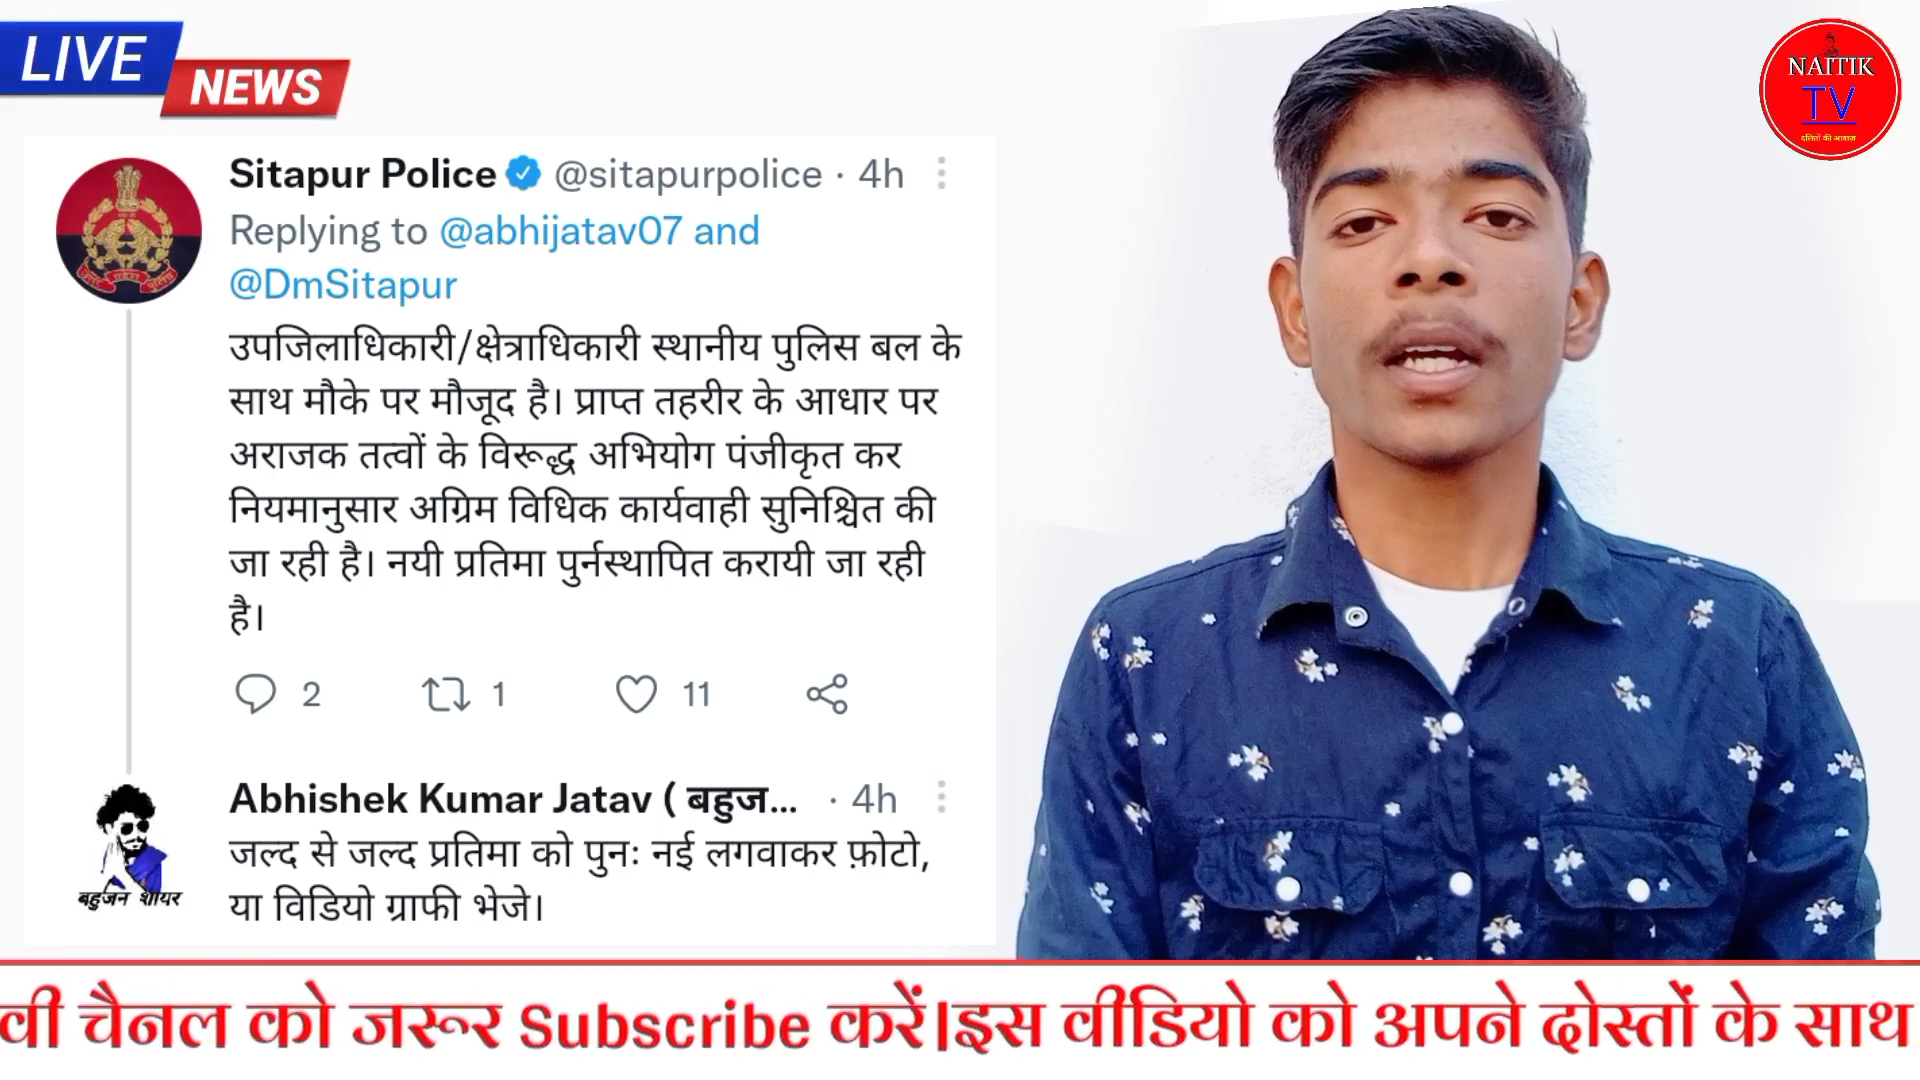 LIVE
NEWS
NAITIK
TV
दलितों की आवाज
Sitapur Police @sitapurpolice · 4h
Replying to @abhijatav07 and
@DmSitapur
उपजिलाधिकारी/क्षेत्राधिकारी स्थानीय पुलिस बल के
साथ मौके पर मौजूद है। प्राप्त तहरीर के आधार पर
अराजक तत्वों के विरूद्ध अभियोग पंजीकृत कर
नियमानुसार अग्रिम विधिक कार्यवाही सुनिश्चित की
जा रही है। नयी प्रतिमा पुर्नस्थापित करायी जा रही
है।
2 1 11
Abhishek Kumar Jatav ( बहुज... · 4h
जल्द से जल्द प्रतिमा को पुनः नई लगवाकर फ़ोटो,
या विडियो ग्राफी भेजे।
बहुजन शायर
वी चैनल को जरूर Subscribe करें।इस वीडियो को अपने दोस्तों के साथ